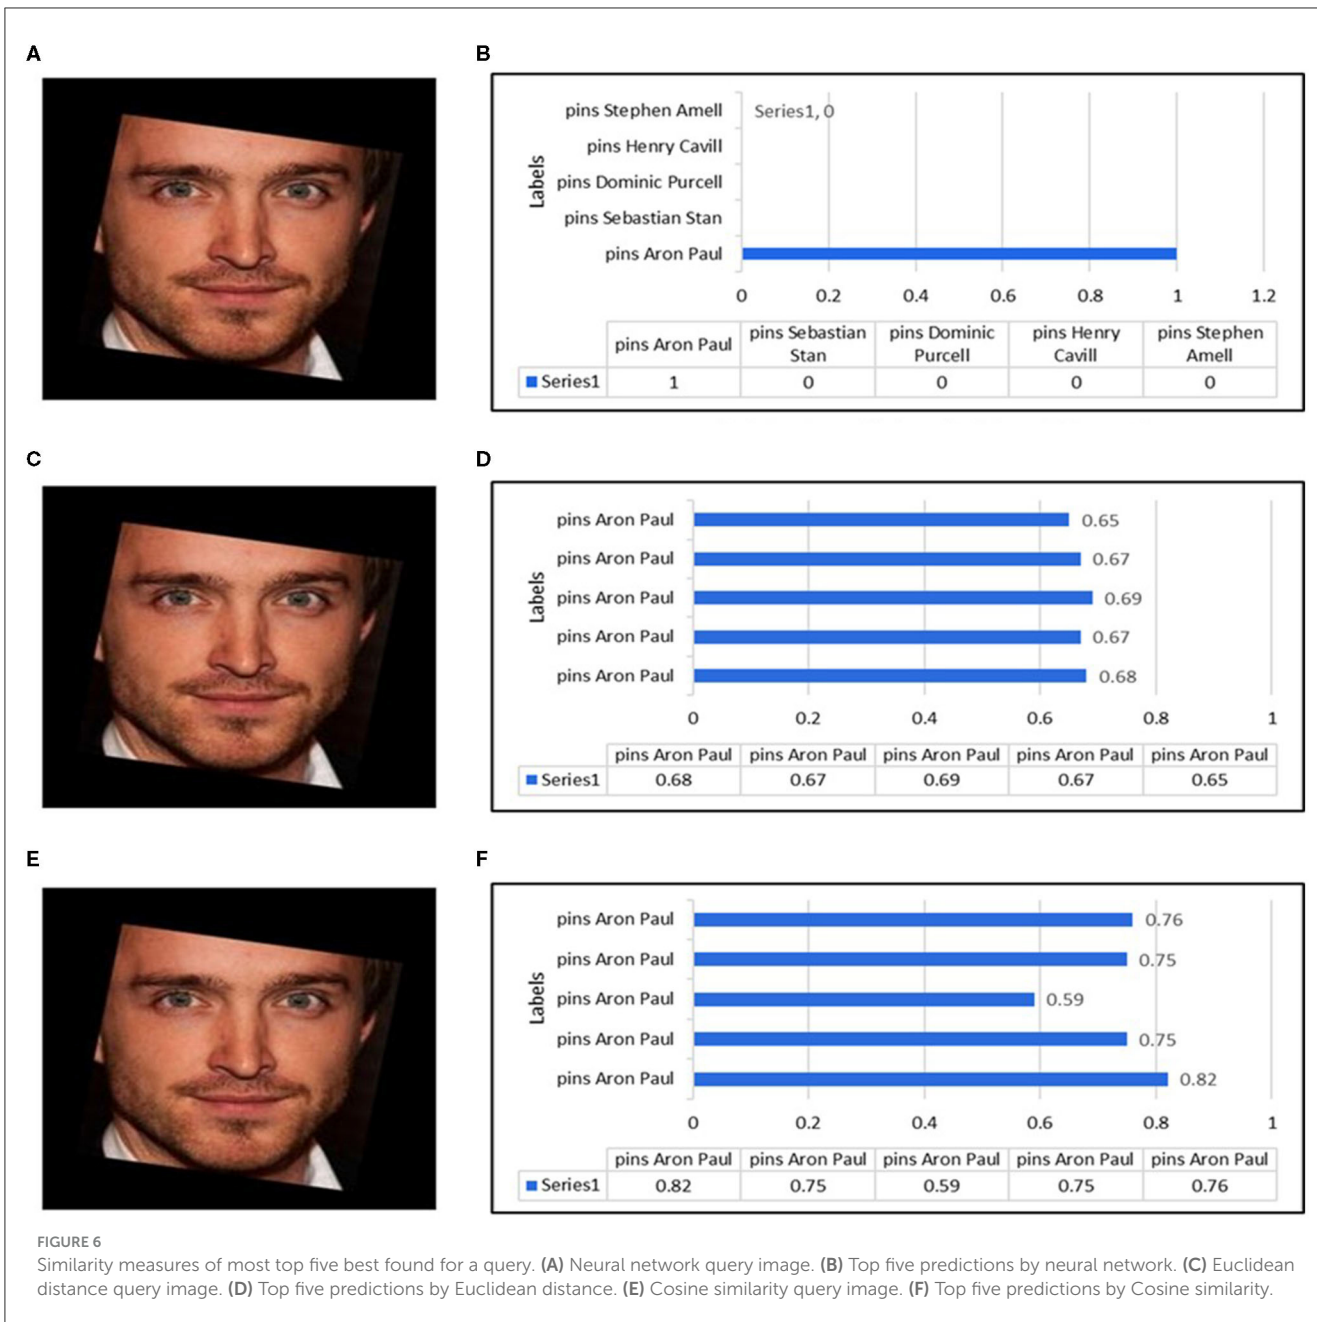 A
B
pins Stephen Amell
Series1, 0
pins Henry Cavill
pins Dominic Purcell
pins Sebastian Stan
pins Aron Paul
Labels
0 0.2 0.4 0.6 0.8 1 1.2
pins Aron Paul pins Sebastian Stan pins Dominic Purcell pins Henry Cavill pins Stephen Amell
Series1 1 0 0 0 0
C
D
pins Aron Paul 0.65
pins Aron Paul 0.67
pins Aron Paul 0.69
pins Aron Paul 0.67
pins Aron Paul 0.68
Labels
0 0.2 0.4 0.6 0.8 1
pins Aron Paul pins Aron Paul pins Aron Paul pins Aron Paul pins Aron Paul
Series1 0.68 0.67 0.69 0.67 0.65
E
F
pins Aron Paul 0.76
pins Aron Paul 0.75
pins Aron Paul 0.59
pins Aron Paul 0.75
pins Aron Paul 0.82
Labels
0 0.2 0.4 0.6 0.8 1
pins Aron Paul pins Aron Paul pins Aron Paul pins Aron Paul pins Aron Paul
Series1 0.82 0.75 0.59 0.75 0.76
FIGURE 6
Similarity measures of most top five best found for a query. (A) Neural network query image. (B) Top five predictions by neural network. (C) Euclidean
distance query image. (D) Top five predictions by Euclidean distance. (E) Cosine similarity query image. (F) Top five predictions by Cosine similarity.